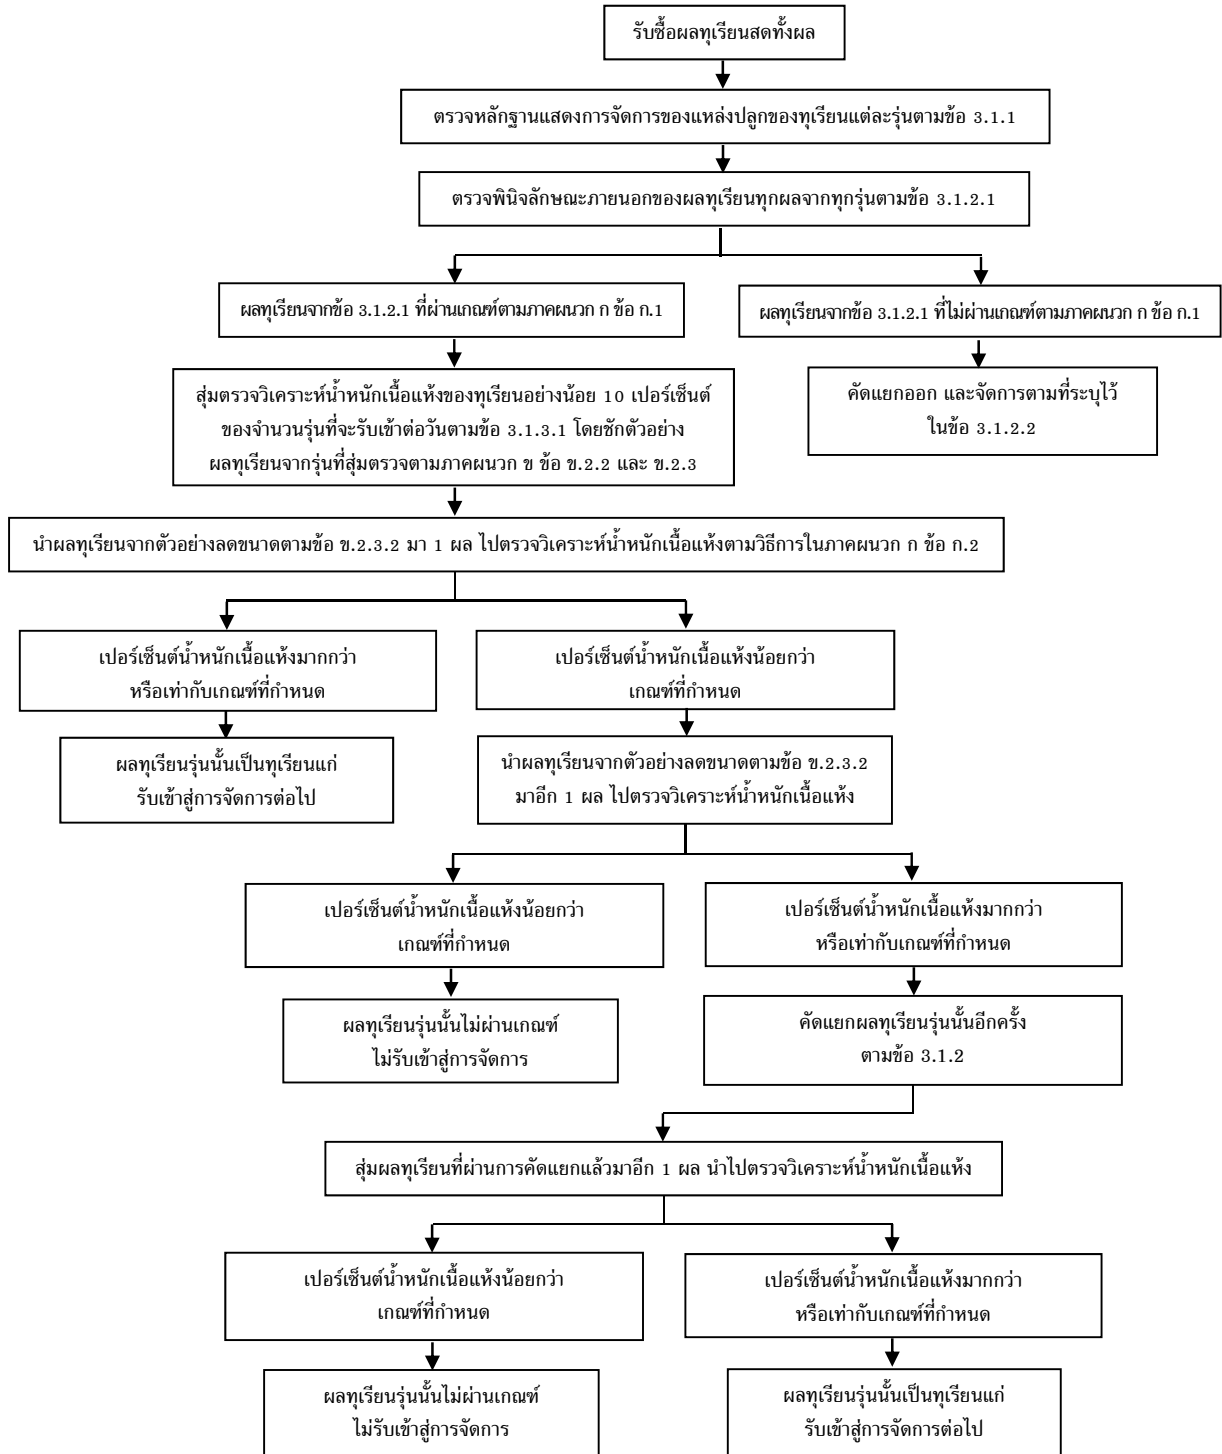 รับซื้อผลทุเรียนสดทั้งผล
ตรวจหลักฐานแสดงการจัดการของแหล่งปลูกของทุเรียนแต่ละรุ่นตามข้อ 3.1.1
ตรวจพินิจลักษณะภายนอกของผลทุเรียนทุกผลจากทุกรุ่นตามข้อ 3.1.2.1
ผลทุเรียนจากข้อ 3.1.2.1 ที่ผ่านเกณฑ์ตามภาคผนวก ก ข้อ ก.1
ผลทุเรียนจากข้อ 3.1.2.1 ที่ไม่ผ่านเกณฑ์ตามภาคผนวก ก ข้อ ก.1
สุ่มตรวจวิเคราะห์น้ำหนักเนื้อแห้งของทุเรียนอย่างน้อย 10 เปอร์เซ็นต์
ของจำนวนรุ่นที่จะรับเข้าต่อวันตามข้อ 3.1.3.1 โดยชักตัวอย่าง
ผลทุเรียนจากรุ่นที่สุ่มตรวจตามภาคผนวก ข ข้อ ข.2.2 และ ข.2.3
คัดแยกออก และจัดการตามที่ระบุไว้
ในข้อ 3.1.2.2
นำผลทุเรียนจากตัวอย่างลดขนาดตามข้อ ข.2.3.2 มา 1 ผล ไปตรวจวิเคราะห์น้ำหนักเนื้อแห้งตามวิธีการในภาคผนวก ก ข้อ ก.2
เปอร์เซ็นต์น้ำหนักเนื้อแห้งมากกว่า
หรือเท่ากับเกณฑ์ที่กำหนด
เปอร์เซ็นต์น้ำหนักเนื้อแห้งน้อยกว่า
เกณฑ์ที่กำหนด
ผลทุเรียนรุ่นนั้นเป็นทุเรียนแก่
รับเข้าสู่การจัดการต่อไป
นำผลทุเรียนจากตัวอย่างลดขนาดตามข้อ ข.2.3.2
มาอีก 1 ผล ไปตรวจวิเคราะห์น้ำหนักเนื้อแห้ง
เปอร์เซ็นต์น้ำหนักเนื้อแห้งน้อยกว่า
เกณฑ์ที่กำหนด
เปอร์เซ็นต์น้ำหนักเนื้อแห้งมากกว่า
หรือเท่ากับเกณฑ์ที่กำหนด
ผลทุเรียนรุ่นนั้นไม่ผ่านเกณฑ์
ไม่รับเข้าสู่การจัดการ
คัดแยกผลทุเรียนรุ่นนั้นอีกครั้ง
ตามข้อ 3.1.2
สุ่มผลทุเรียนที่ผ่านการคัดแยกแล้วมาอีก 1 ผล นำไปตรวจวิเคราะห์น้ำหนักเนื้อแห้ง
เปอร์เซ็นต์น้ำหนักเนื้อแห้งน้อยกว่า
เกณฑ์ที่กำหนด
เปอร์เซ็นต์น้ำหนักเนื้อแห้งมากกว่า
หรือเท่ากับเกณฑ์ที่กำหนด
ผลทุเรียนรุ่นนั้นไม่ผ่านเกณฑ์
ไม่รับเข้าสู่การจัดการ
ผลทุเรียนรุ่นนั้นเป็นทุเรียนแก่
รับเข้าสู่การจัดการต่อไป